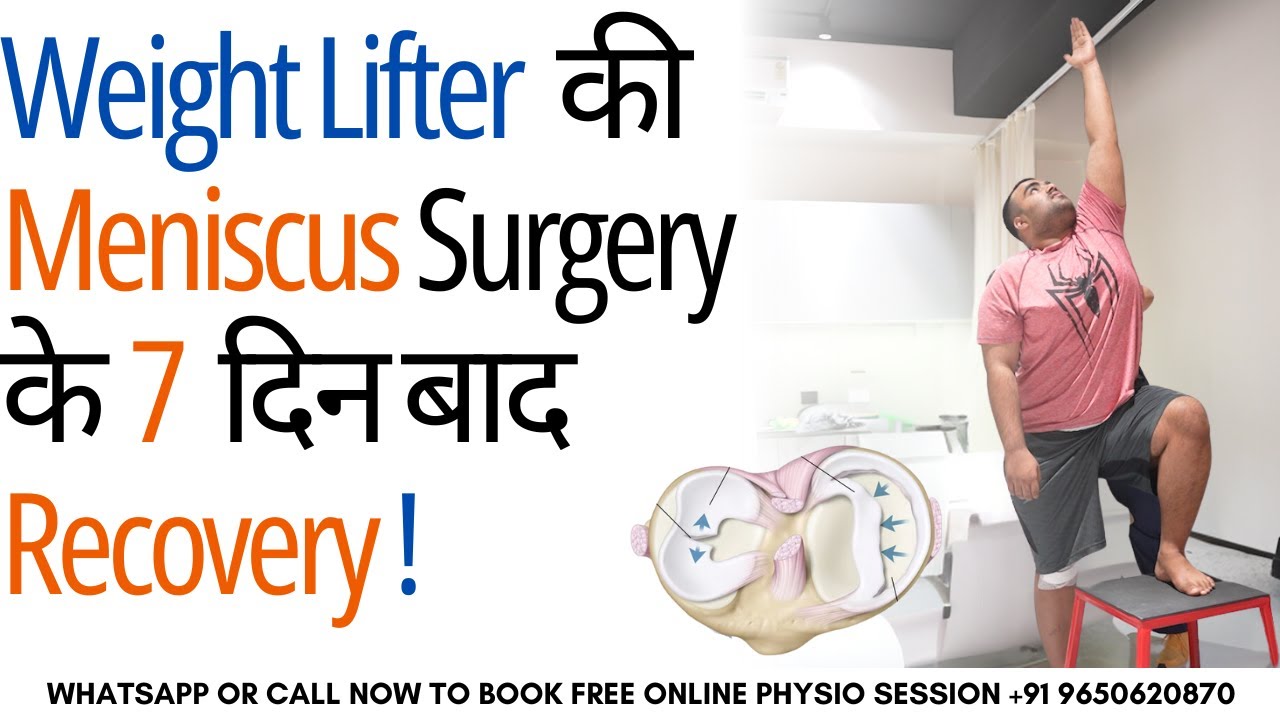 Weight Lifter की
Meniscus Surgery
के 7 दिन बाद
Recovery !
WHATSAPP OR CALL NOW TO BOOK FREE ONLINE PHYSIO SESSION +91 9650620870